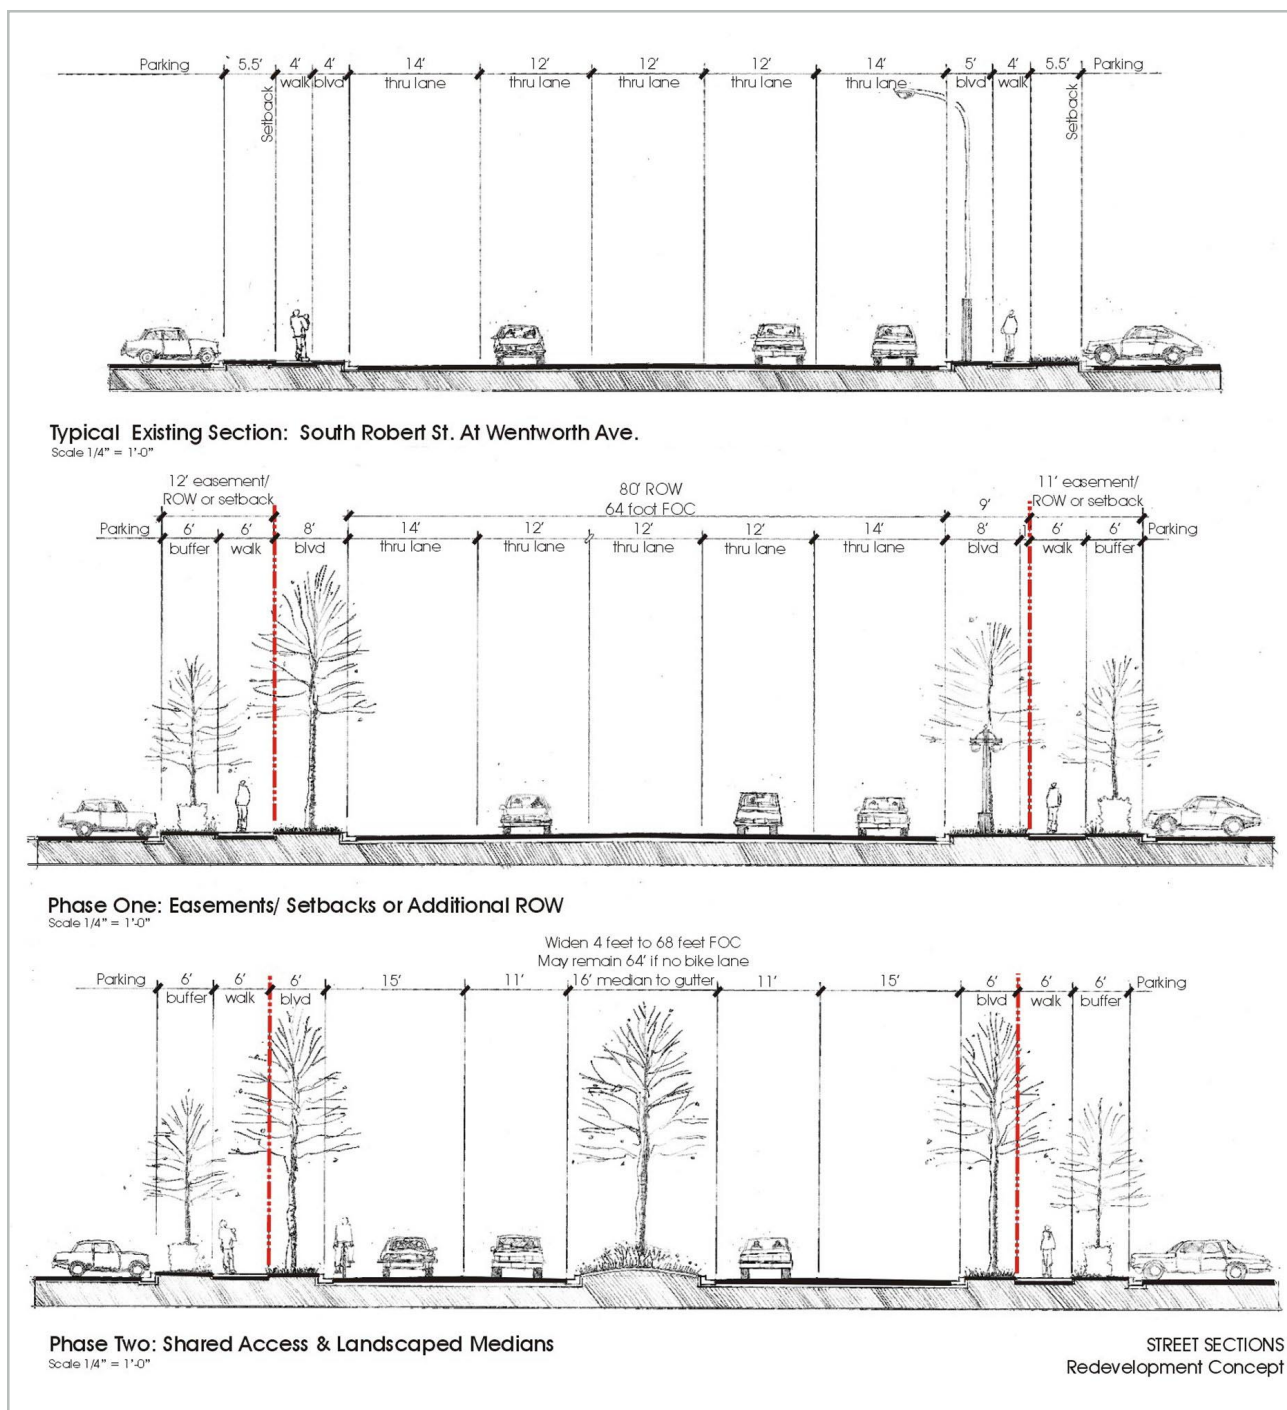 Parking 5.5' 4' 4' 14' 12' 12' 12' 14' 5' 4' 5.5' Parking
Setback walk blvd thru lane thru lane thru lane thru lane thru lane blvd walk Setback
Typical Existing Section: South Robert St. At Wentworth Ave.
Scale 1/4" = 1'-0"
12' easement/
ROW or setback
80' ROW
64 foot FOC
9'
11' easement/
ROW or setback
Parking 6' 6' 8' 14' 12' 12' 12' 14' 8' 1' 6' 6' Parking
buffer walk blvd thru lane thru lane thru lane thru lane thru lane blvd walk buffer
Phase One: Easements/ Setbacks or Additional ROW
Scale 1/4" = 1'-0"
Widen 4 feet to 68 feet FOC
May remain 64' if no bike lane
Parking 6' 6' 6' 15' 11' 16' median to gutter 11' 15' 6' 6' 6' Parking
buffer walk blvd blvd walk buffer
Phase Two: Shared Access & Landscaped Medians
Scale 1/4" = 1'-0"
STREET SECTIONS
Redevelopment Concept